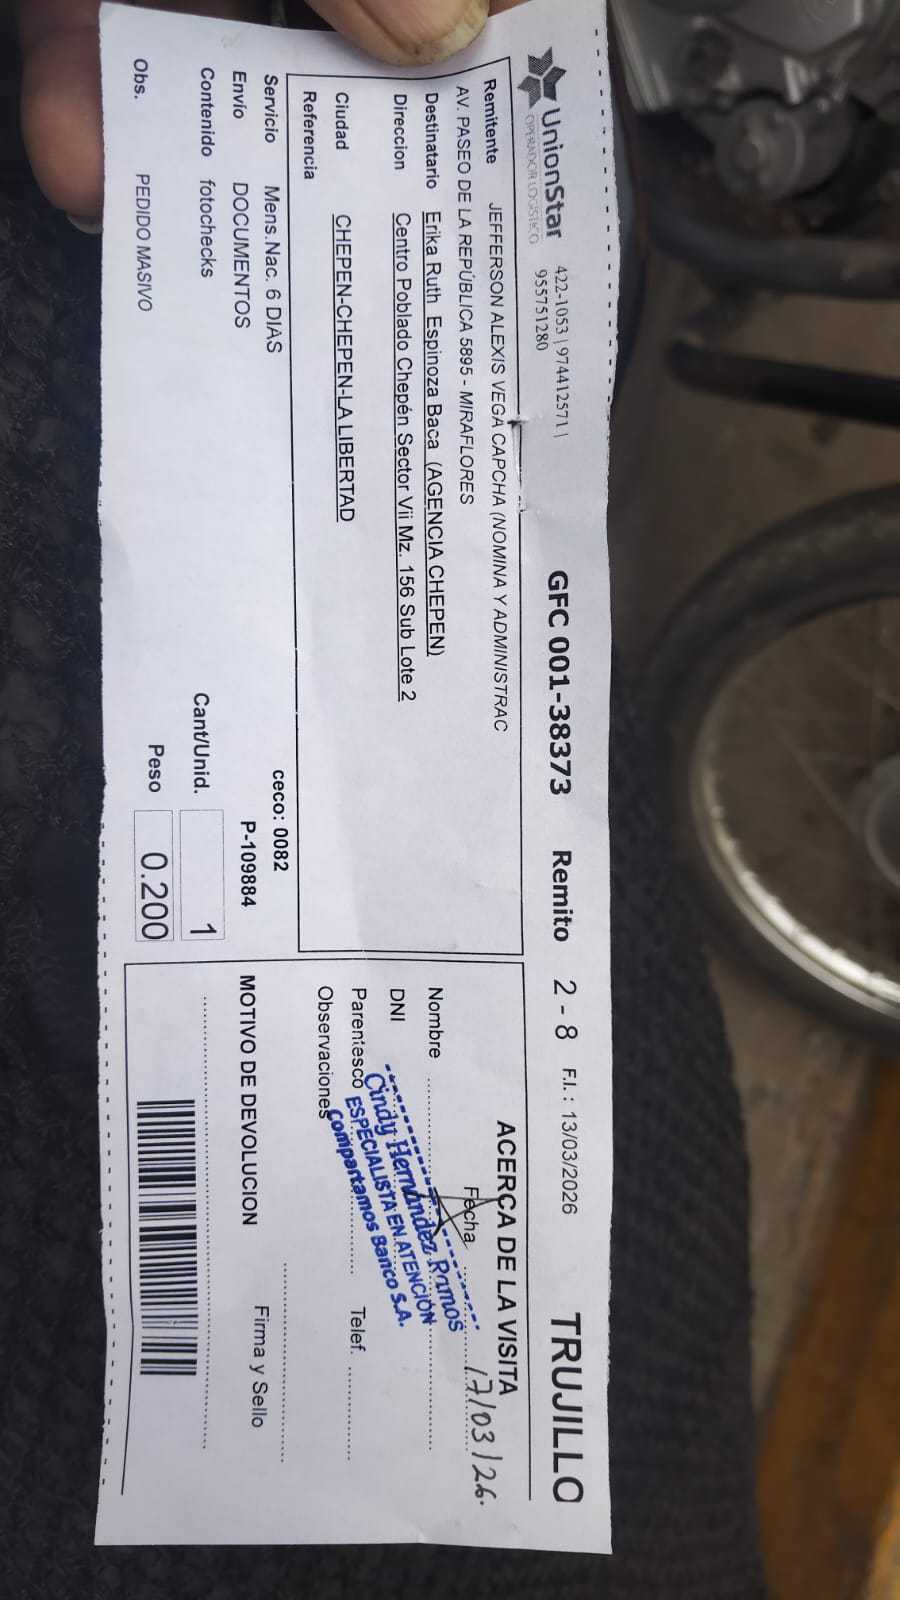 UnionStar
OPERADOR LOGISTICO
422-1053 | 974412571 |
955751280
GFC 001-38373 Remito 2 - 8 F.I.: 13/03/2026 TRUJILLO
Remitente JEFFERSON ALEXIS VEGA CAPCHA (NOMINA Y ADMINISTRAC
AV. PASEO DE LA REPÚBLICA 5895 - MIRAFLORES
Destinatario Erika Ruth Espinoza Baca (AGENCIA CHEPEN)
Direccion Centro Poblado Chepén Sector Vii Mz. 156 Sub Lote 2
Ciudad CHEPEN-CHEPEN-LA LIBERTAD
Referencia
Servicio Mens.Nac. 6 DIAS ceco: 0082
Envío DOCUMENTOS P-109884
Contenido fotochecks Cant/Unid. 1
Obs. PEDIDO MASIVO Peso 0.200
ACERCA DE LA VISITA
Fecha 17/03/26.
Nombre
DNI
Parentesco Telef.
Observaciones
Cindy Hernández Ramos
ESPECIALISTA EN ATENCIÓN
Compartamos Banco S.A.
MOTIVO DE DEVOLUCION Firma y Sello